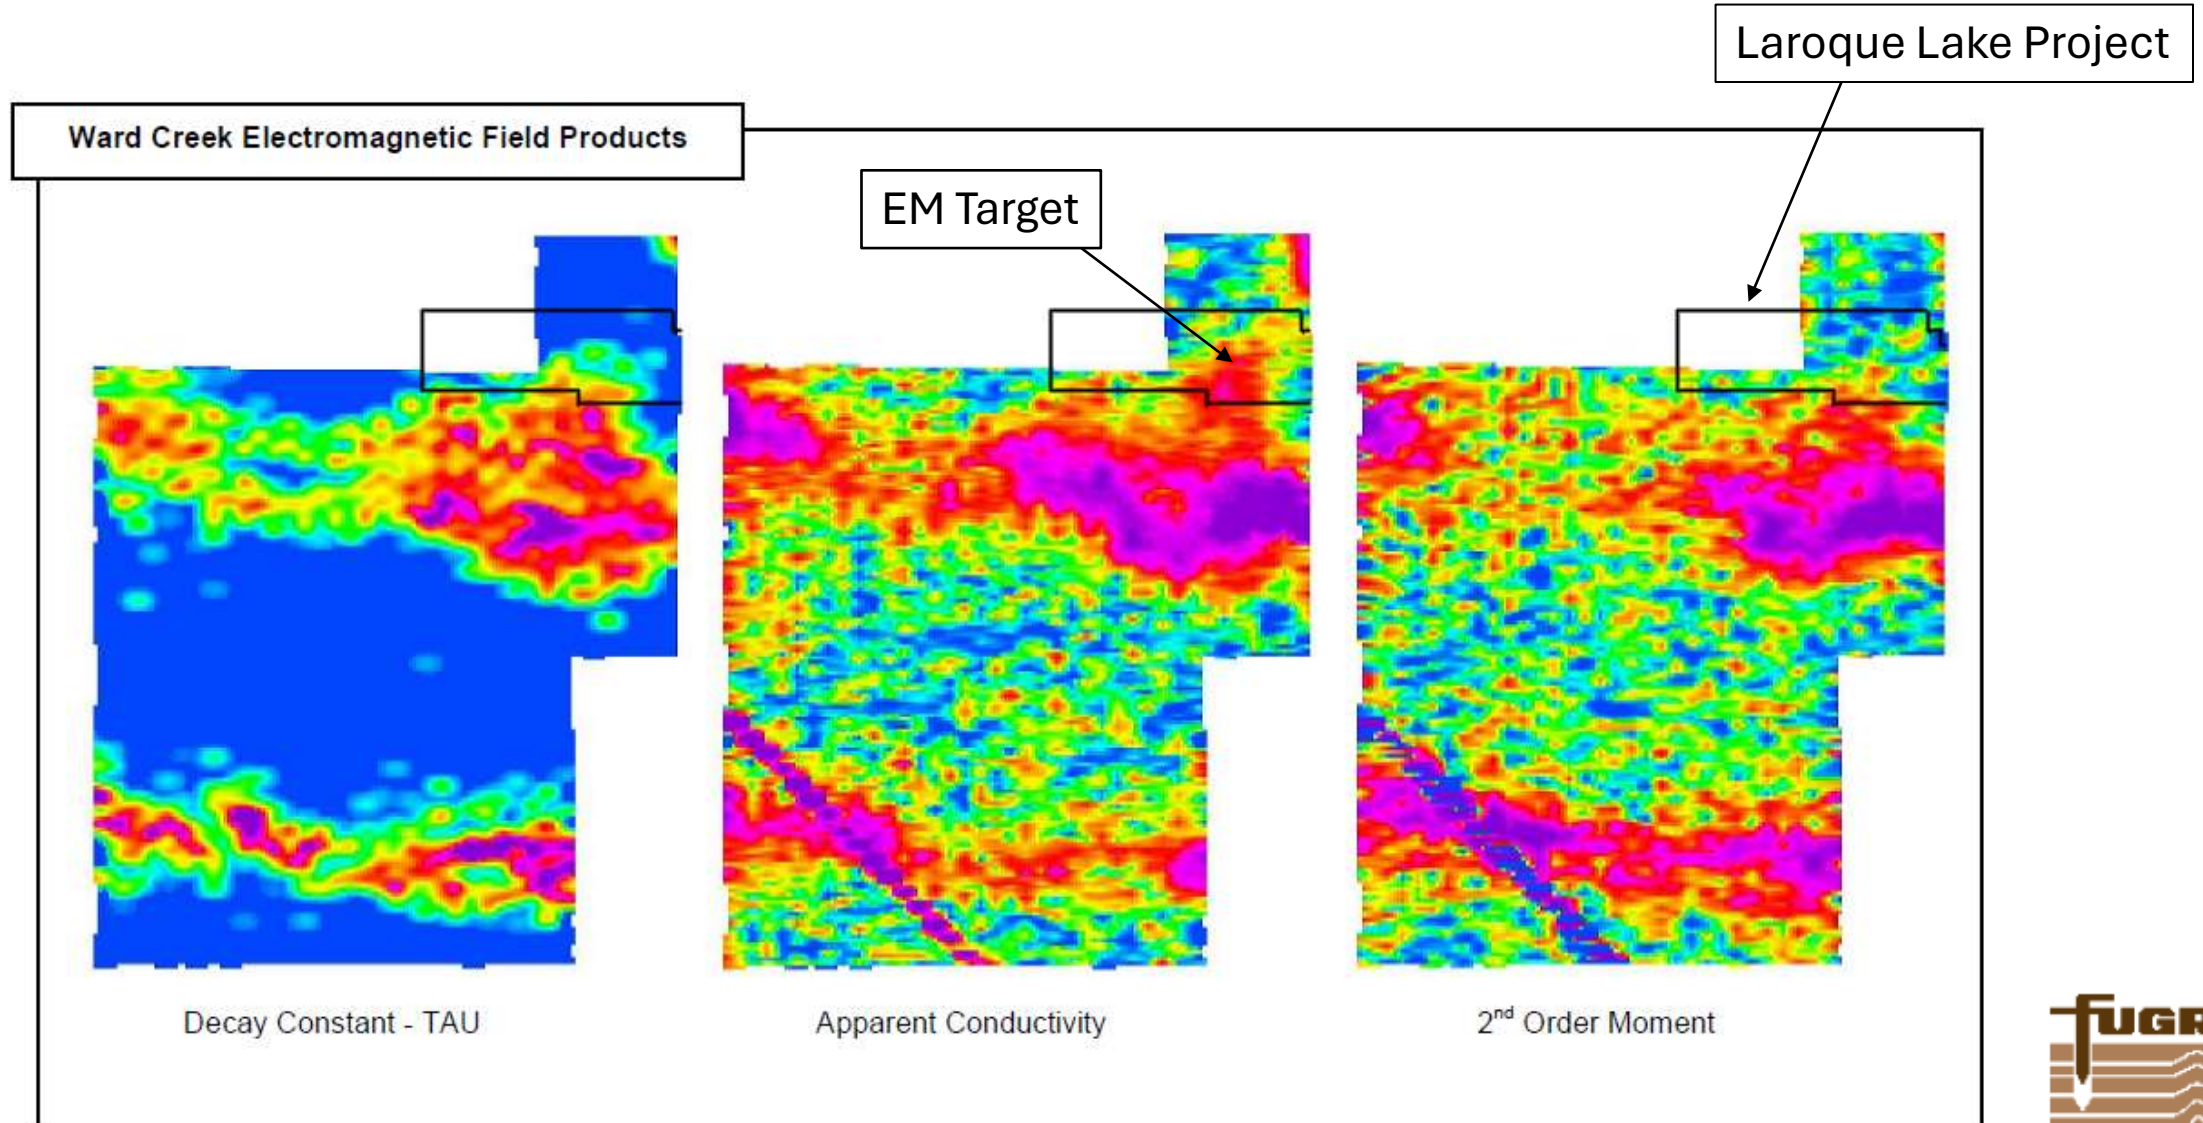 Laroque Lake Project
Ward Creek Electromagnetic Field Products
EM Target
Decay Constant - TAU
Apparent Conductivity
2nd Order Moment